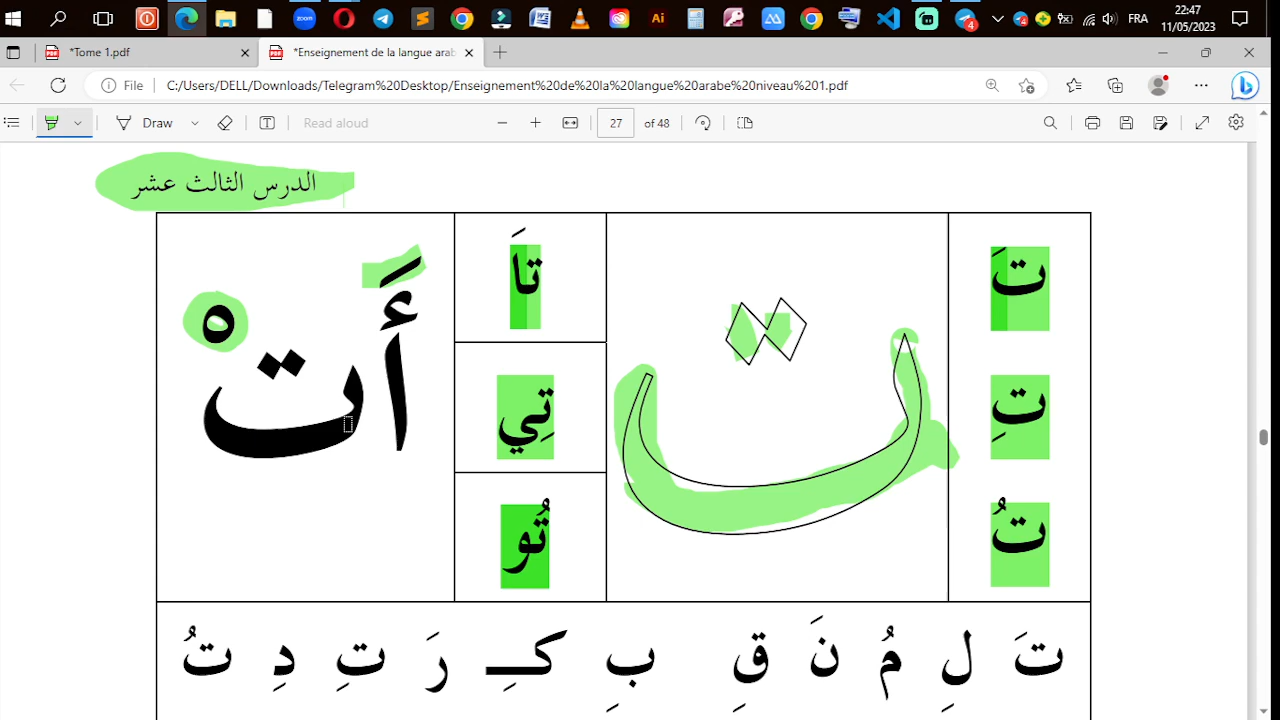 22:47
FRA
11/05/2023
*Tome 1.pdf
*Enseignement de la langue arab
File
C:/Users/DELL/Downloads/Telegram%20Desktop/Enseignement%20de%20la%20langue%20arabe%20niveau%201.pdf
Draw
Read aloud
27 of 48
الدرس الثالث عشر
تَ
تِ
تُ
ت
تَا
تِي
تُو
أَتْ
تَ لِ مُ نَ قِ بِ كِـ رَ تِ دِ تُ